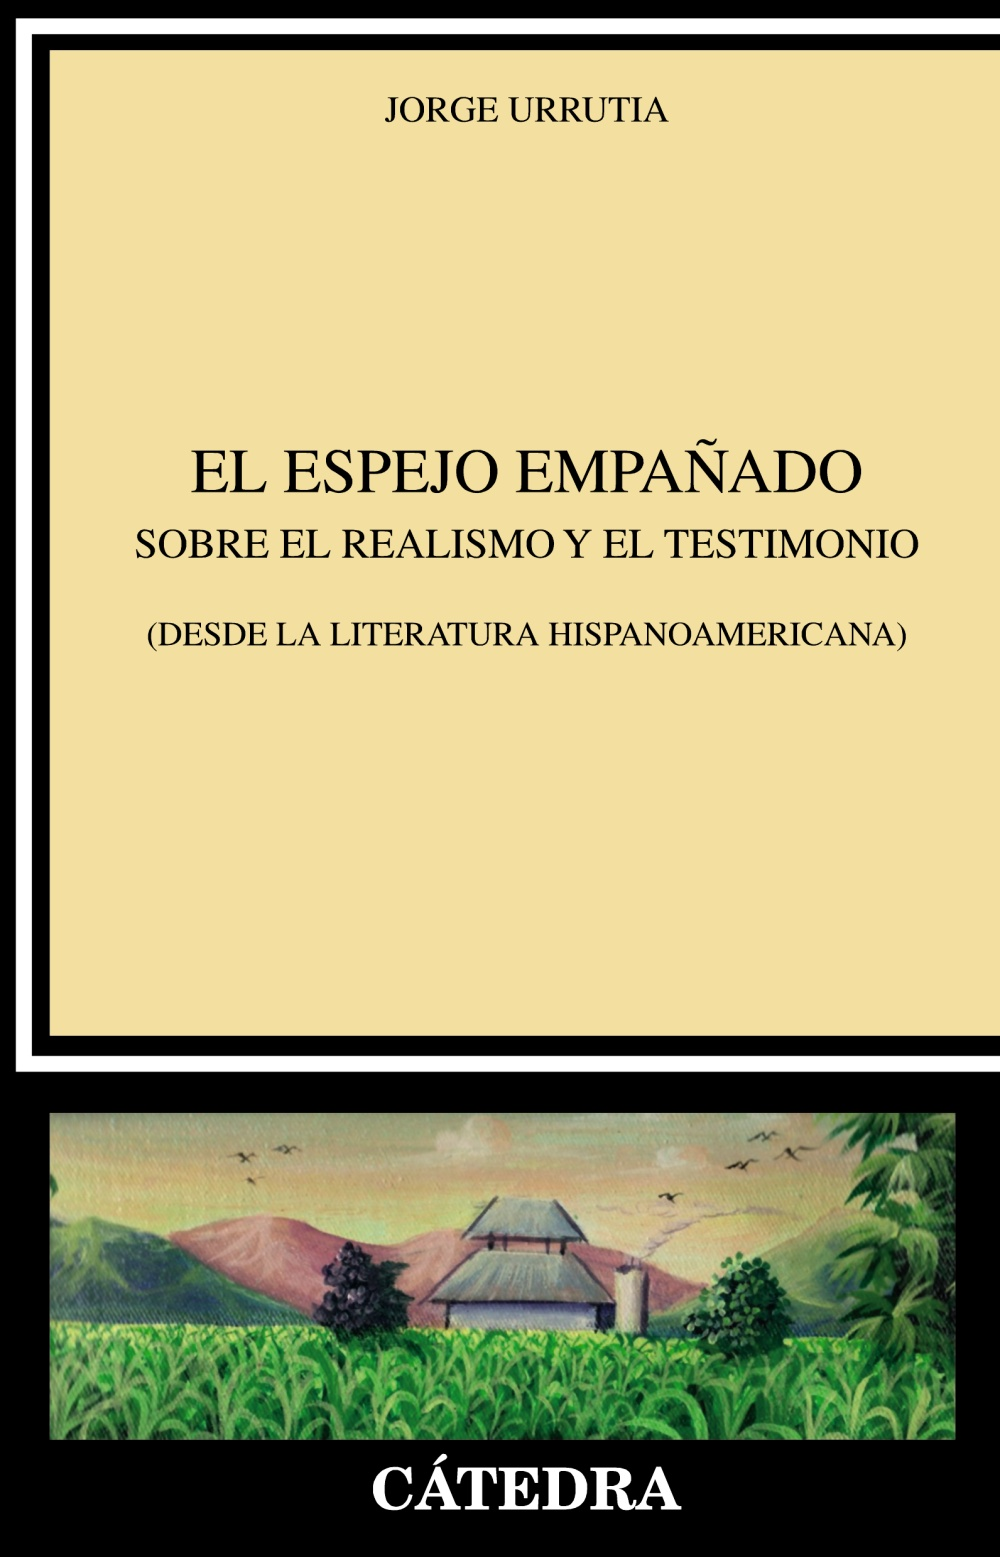 JORGE URRUTIA
EL ESPEJO EMPAÑADO
SOBRE EL REALISMO Y EL TESTIMONIO
(DESDE LA LITERATURA HISPANOAMERICANA)
CÁTEDRA